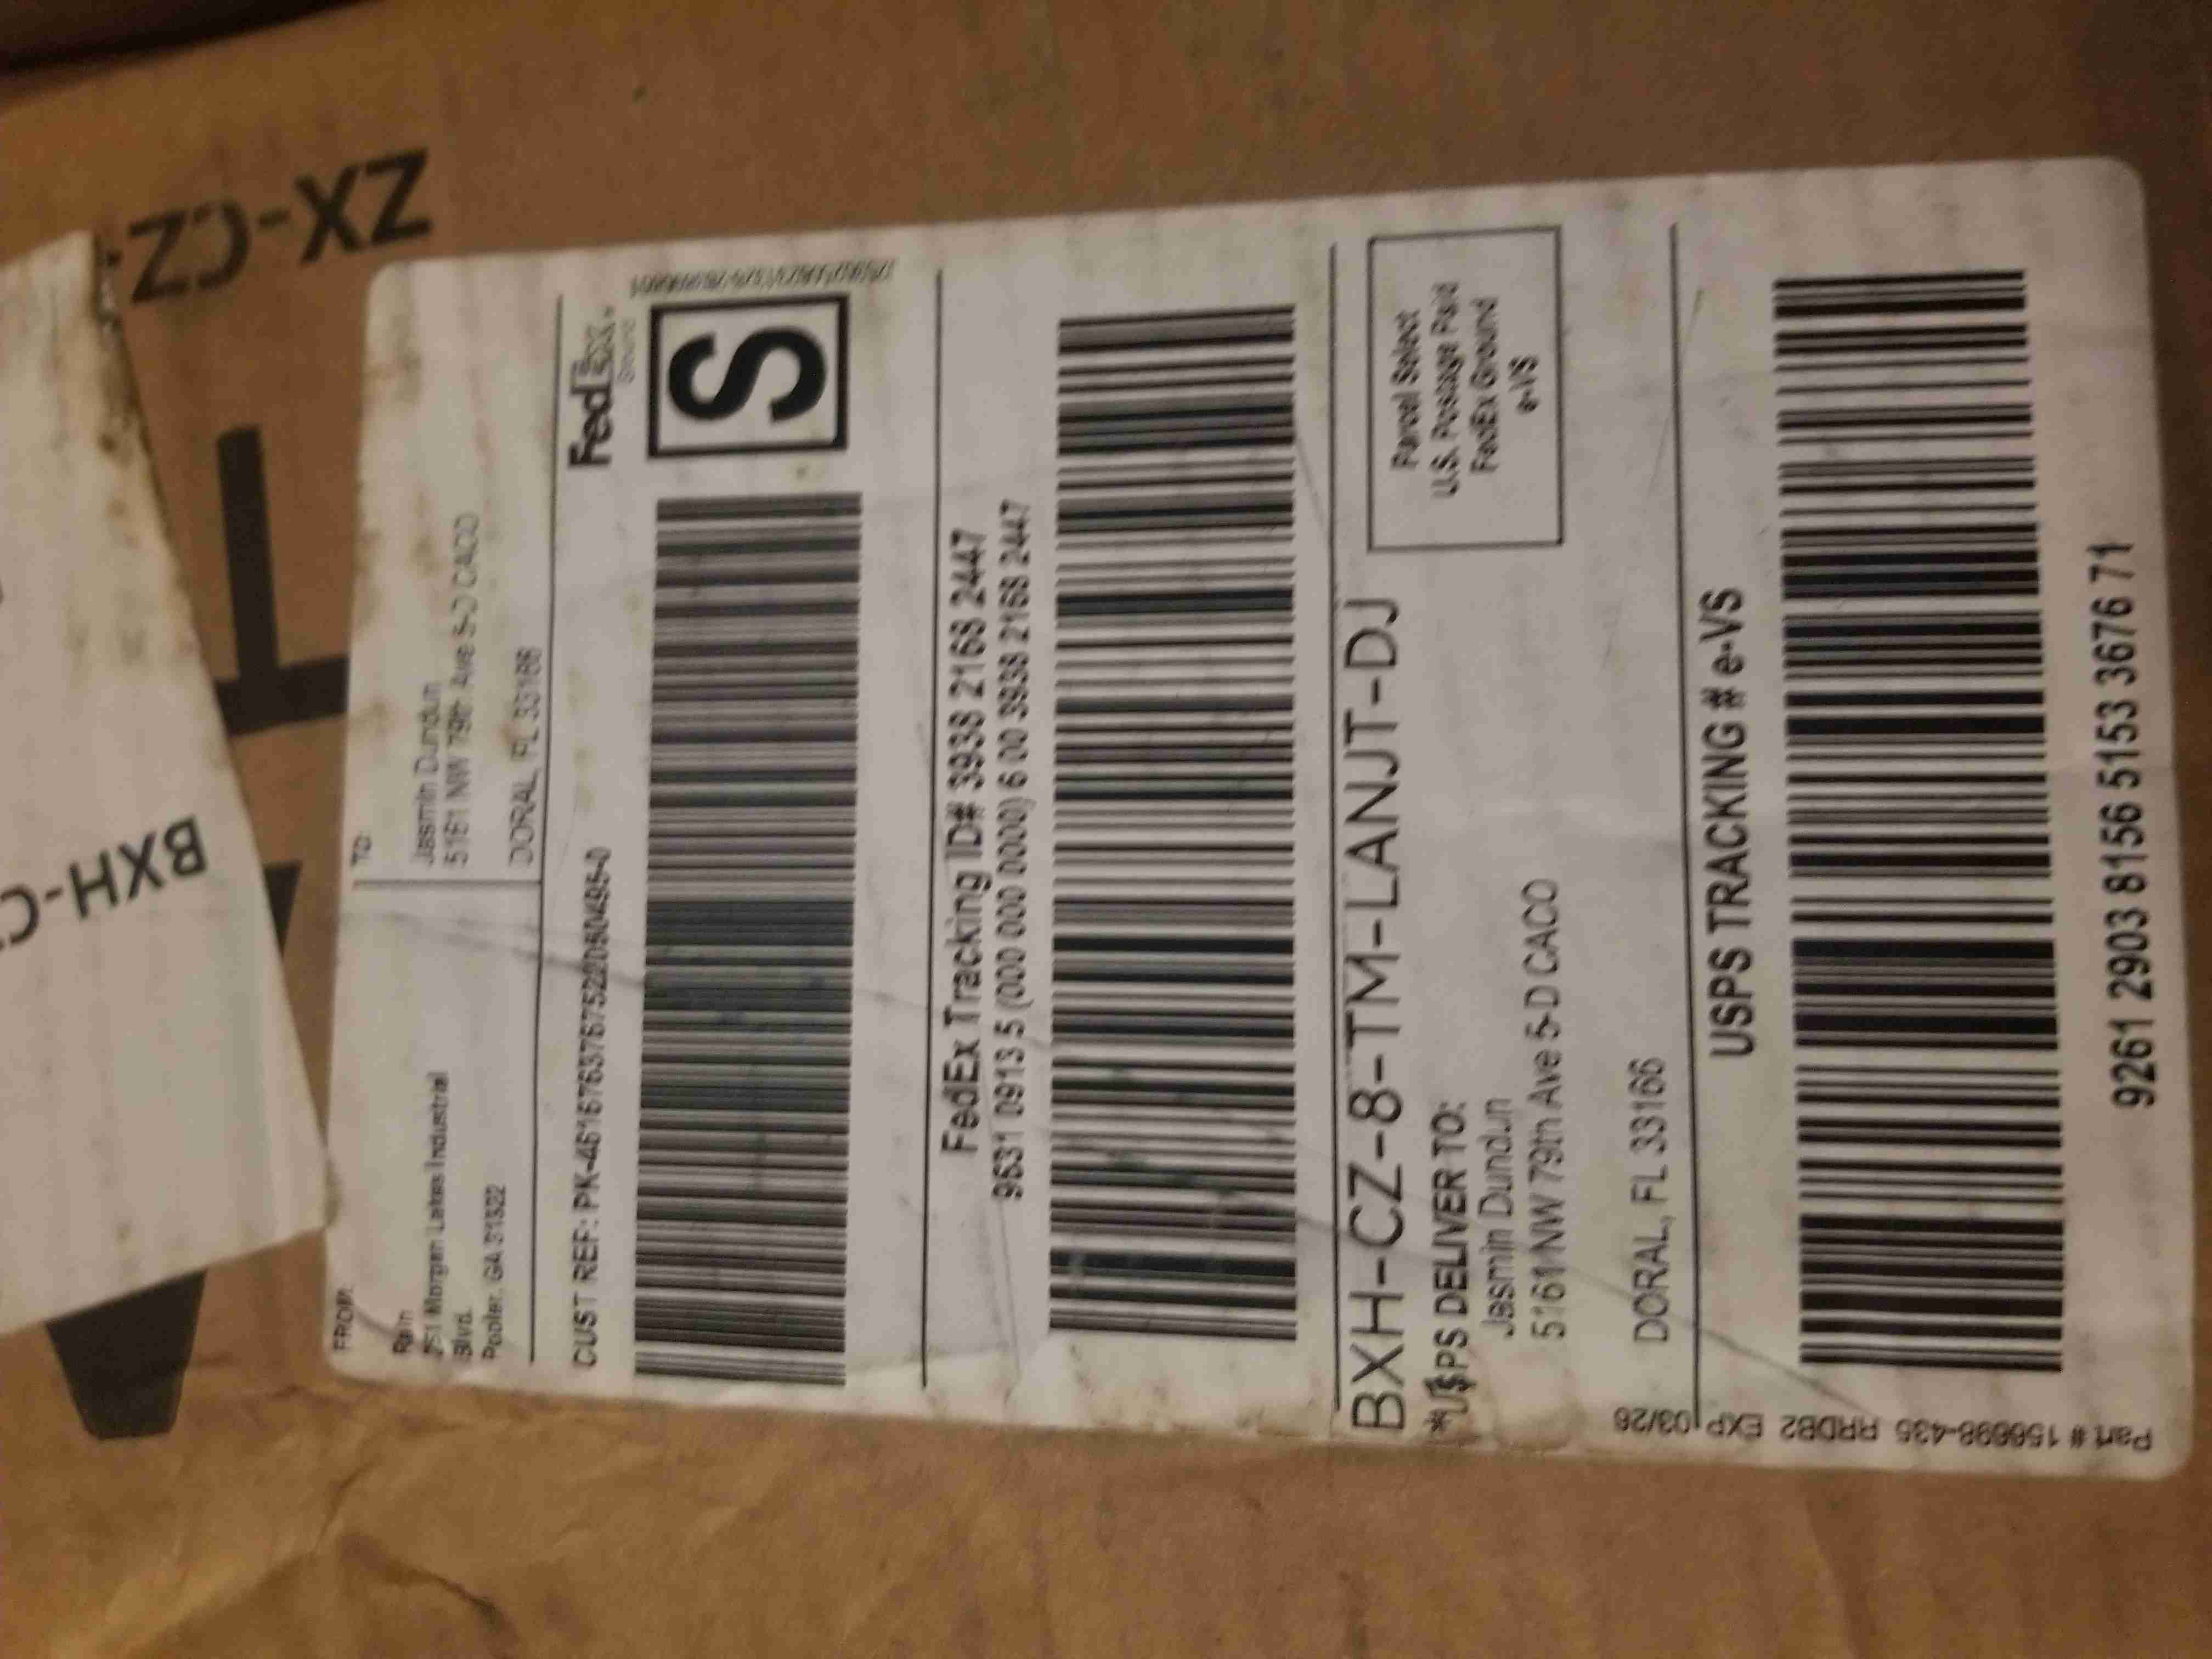 ZX-CZ-
BXH-C
FROM:
TO:
Jasmin Dundun
5161 NW 79th Ave 5-D CACO
DORAL, FL 33166
Morgan Lakes Industrial
Blvd.
Pooler, GA 31322
FedEx
S
CUST REF:
FedEx Tracking ID# 3938 2168 2447
9631 0913 5 (000 000 0000) 6 00 3938 2168 2447
BXH-CZ-8-TM-LANJT-DJ
Parcel Select
U.S. Postage Paid
FedEx Ground
e-VS
*USPS DELIVER TO:
Jasmin Dundun
5161 NW 79th Ave 5-D CACO
DORAL, FL 33166
USPS TRACKING # e-VS
9261 2903 8156 5153 3676 71
Part # 156698-435 RRDB2 EXP 03/26